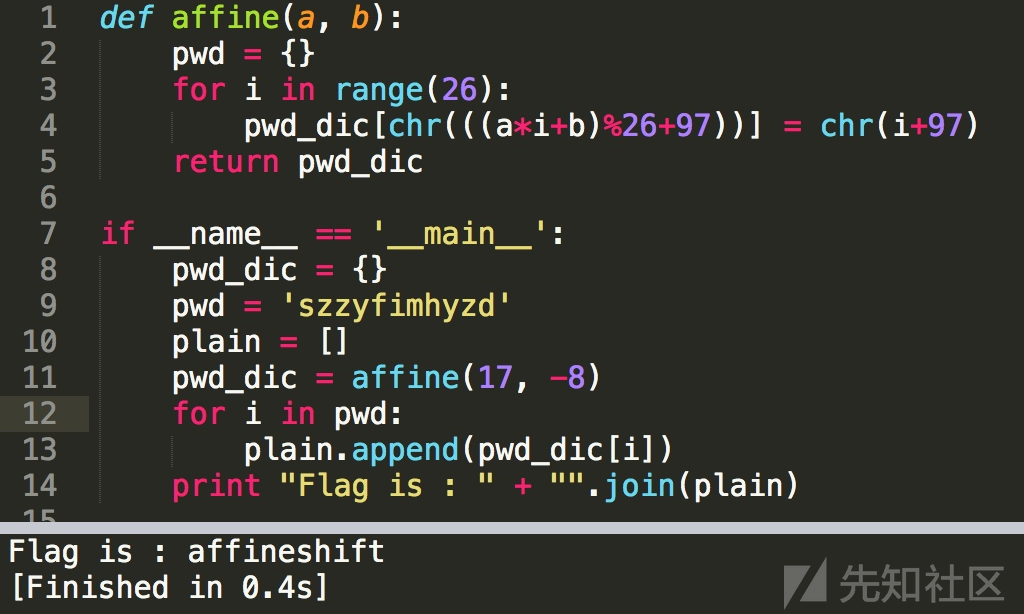 1 def affine(a, b):
2 pwd = {}
3 for i in range(26):
4 pwd_dic[chr(((a*i+b)%26+97))] = chr(i+97)
5 return pwd_dic
6
7 if __name__ == '__main__':
8 pwd_dic = {}
9 pwd = 'szzyfimhyzd'
10 plain = []
11 pwd_dic = affine(17, -8)
12 for i in pwd:
13 plain.append(pwd_dic[i])
14 print "Flag is : " + "".join(plain)
15
Flag is : affineshift
[Finished in 0.4s]
先知社区